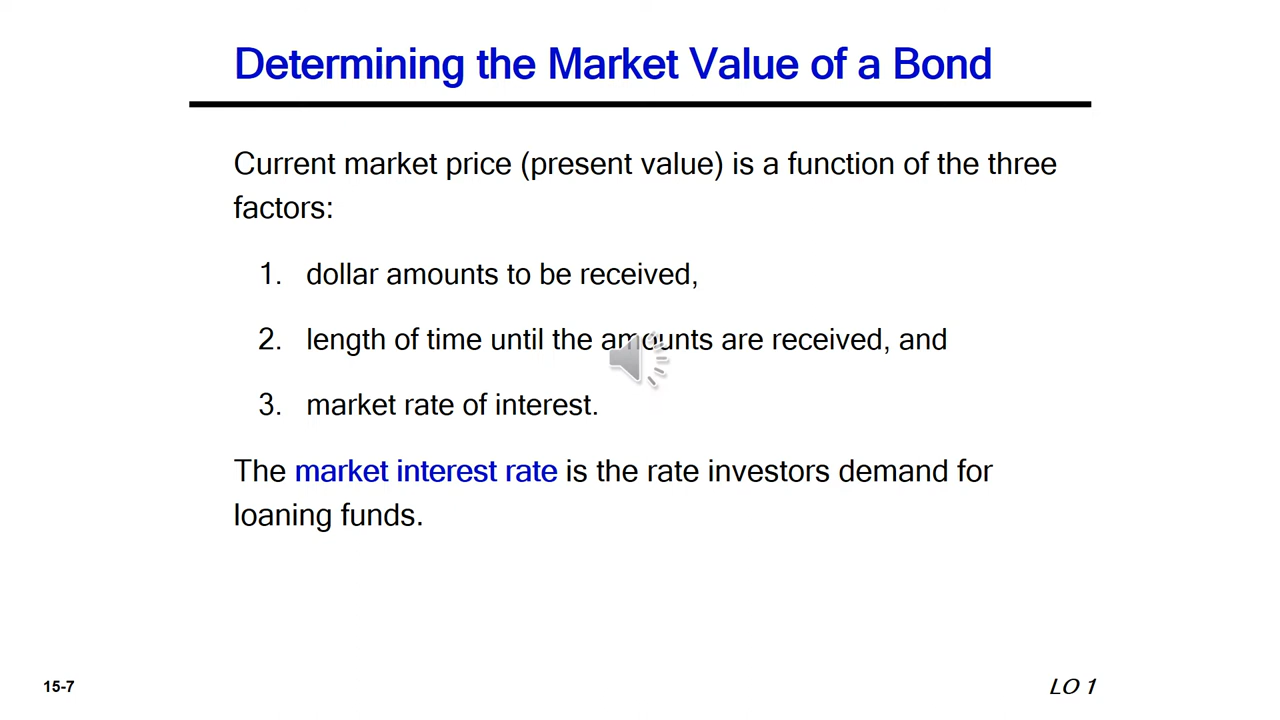 Determining the Market Value of a Bond
Current market price (present value) is a function of the three
factors:
1. dollar amounts to be received,
2. length of time until the amounts are received, and
3. market rate of interest.
The market interest rate is the rate investors demand for
loaning funds.
15-7
LO 1